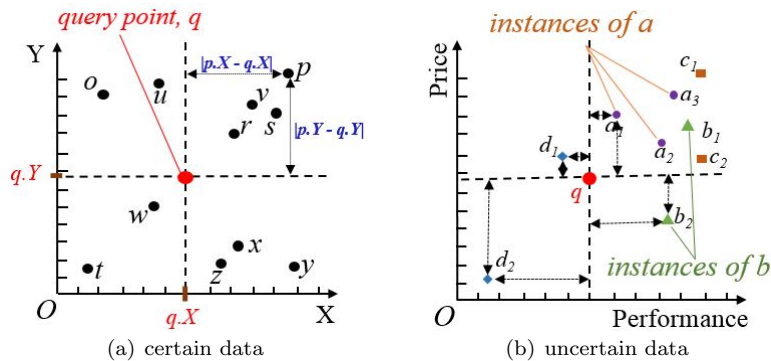 query point, q
Y
|p.X - q.X|
p
o
u
v
s
r
|p.Y - q.Y|
q.Y
w
x
t
z
y
O
q.X
X
(a) certain data
instances of a
Price
c1
a3
a1
b1
d1
a2
c2
q
b2
d2
instances of b
O
Performance
(b) uncertain data